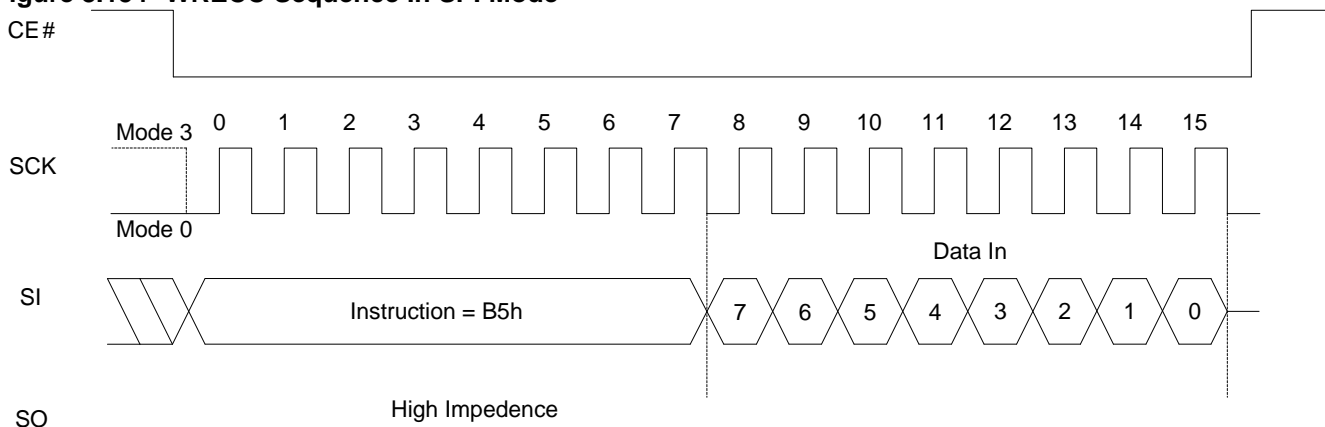 CE#
Mode 3 0 1 2 3 4 5 6 7 8 9 10 11 12 13 14 15
SCK
Mode 0
Data In
SI Instruction = B5h 7 6 5 4 3 2 1 0
High Impedence
SO